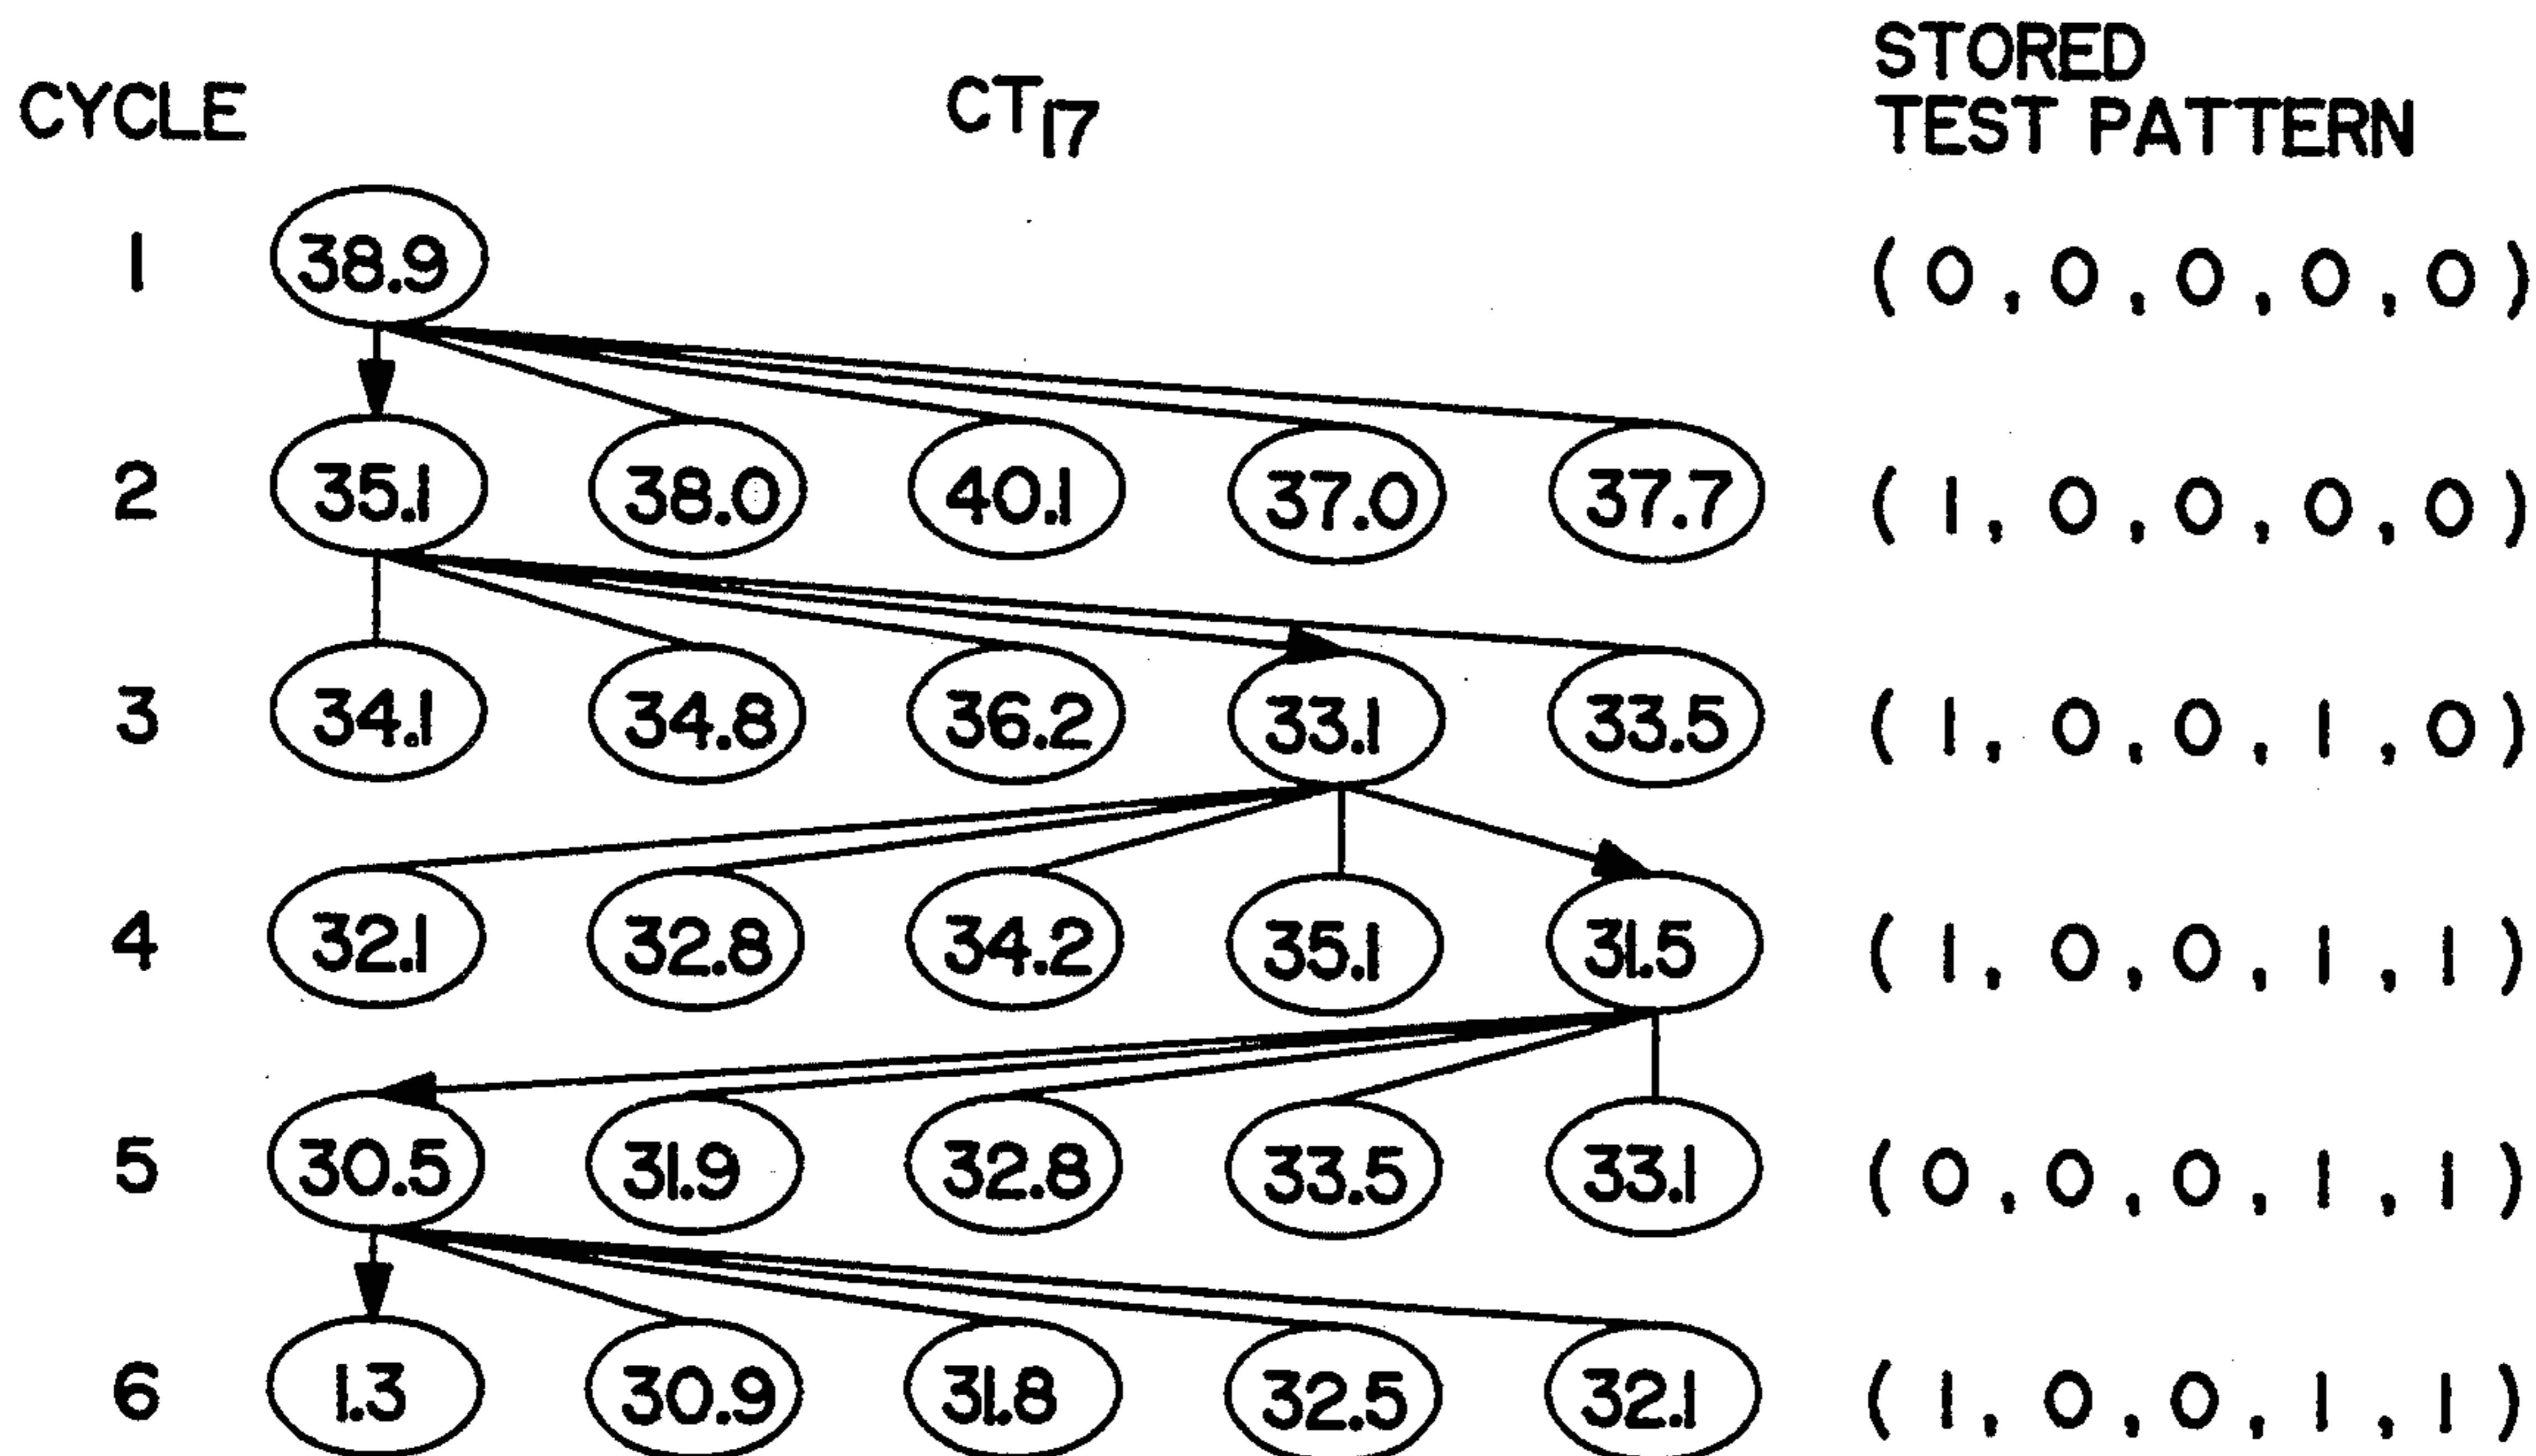 CYCLE CT17 STORED TEST PATTERN
1 38.9 (0,0,0,0,0)
2 35.1 38.0 40.1 37.0 37.7 (1,0,0,0,0)
3 34.1 34.8 36.2 33.1 33.5 (1,0,0,1,0)
4 32.1 32.8 34.2 35.1 31.5 (1,0,0,1,1)
5 30.5 31.9 32.8 33.5 33.1 (0,0,0,1,1)
6 1.3 30.9 31.8 32.5 32.1 (1,0,0,1,1)